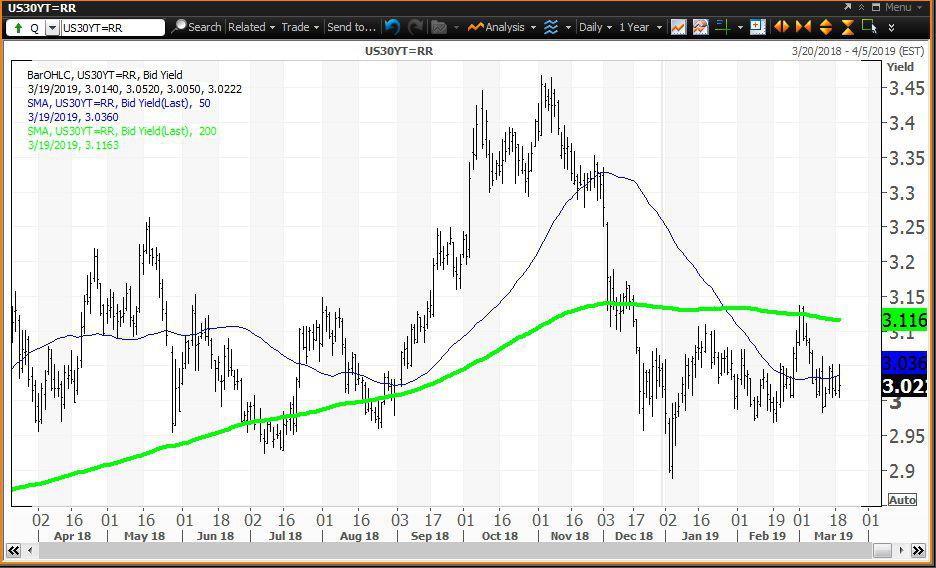 US30YT=RR
Menu
Q US30YT=RR Search Related Trade Send to... Analysis Daily 1 Year
US30YT=RR
3/20/2018 - 4/5/2019 (EST)
Yield
BarOHLC, US30YT=RR, Bid Yield
3/19/2019, 3.0140, 3.0520, 3.0050, 3.0222
SMA, US30YT=RR, Bid Yield(Last), 50
3/19/2019, 3.0360
SMA, US30YT=RR, Bid Yield(Last), 200
3/19/2019, 3.1163
3.45
3.4
3.35
3.3
3.25
3.2
3.15
3.116
3.1
3.036
3.022
3
2.95
2.9
Auto
02 16 01 16 01 18 02 16 01 16 03 17 01 16 01 16 03 17 02 16 01 19 01 18 01
Apr 18 May 18 Jun 18 Jul 18 Aug 18 Sep 18 Oct 18 Nov 18 Dec 18 Jan 19 Feb 19 Mar 19